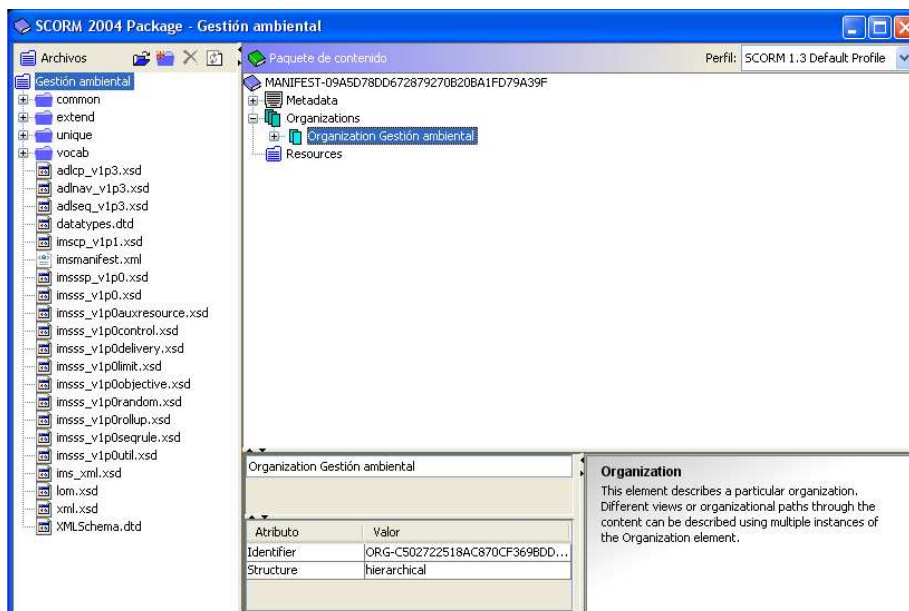 SCORM 2004 Package - Gestión ambiental
Archivos
Paquete de contenido
Perfil: SCORM 1.3 Default Profile
Gestión ambiental
common
extend
unique
vocab
adlcp_v1p3.xsd
adlnav_v1p3.xsd
adlseq_v1p3.xsd
datatypes.dtd
imscp_v1p1.xsd
imsmanifest.xml
imsssp_v1p0.xsd
imsss_v1p0.xsd
imsss_v1p0auxresource.xsd
imsss_v1p0control.xsd
imsss_v1p0delivery.xsd
imsss_v1p0limit.xsd
imsss_v1p0objective.xsd
imsss_v1p0random.xsd
imsss_v1p0rollup.xsd
imsss_v1p0seqrule.xsd
imsss_v1p0util.xsd
ims_xml.xsd
lom.xsd
xml.xsd
XMLSchema.dtd
MANIFEST-09A5D78DD672879270B20BA1FD79A39F
Metadata
Organizations
Organization Gestión ambiental
Resources
Organization Gestión ambiental
Atributo Valor
Identifier ORG-C502722518AC870CF369BDD...
Structure hierarchical
Organization
This element describes a particular organization.
Different views or organizational paths through the
content can be described using multiple instances of
the Organization element.